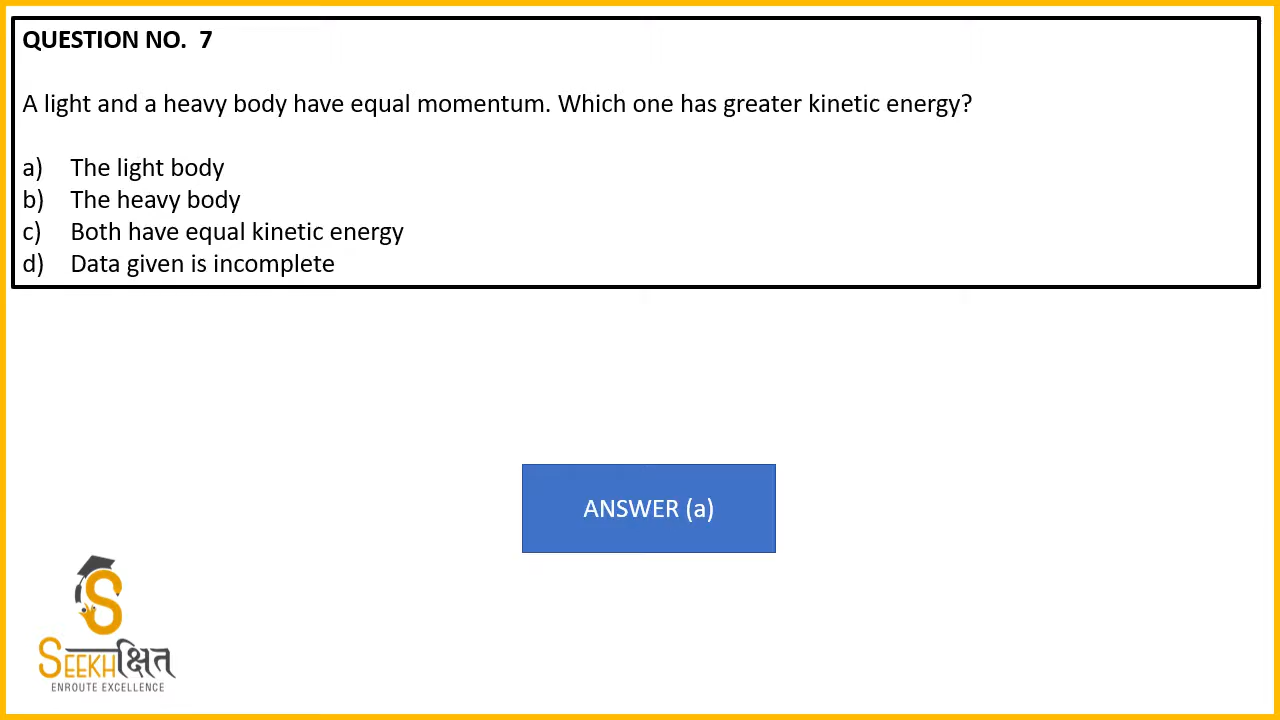 QUESTION NO. 7
A light and a heavy body have equal momentum. Which one has greater kinetic energy?
a) The light body
b) The heavy body
c) Both have equal kinetic energy
d) Data given is incomplete
ANSWER (a)
S
SEEKHक्षित
ENROUTE EXCELLENCE